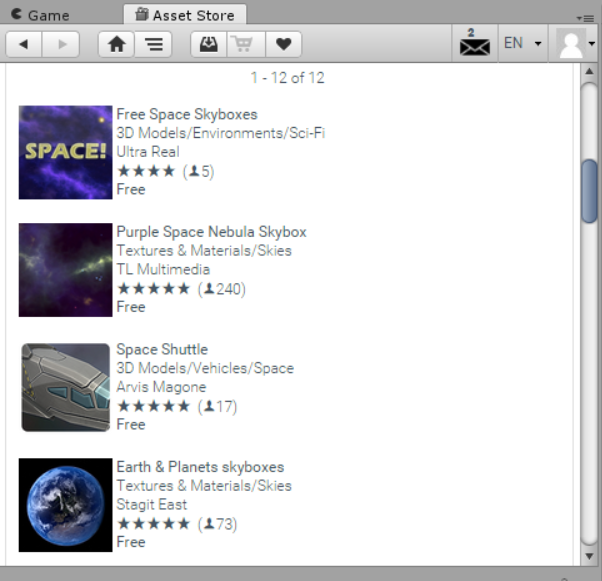 Game
Asset Store
2
EN
1 - 12 of 12
SPACE!
Free Space Skyboxes
3D Models/Environments/Sci-Fi
Ultra Real
★★★★ (5)
Free
Purple Space Nebula Skybox
Textures & Materials/Skies
TL Multimedia
★★★★★ (240)
Free
Space Shuttle
3D Models/Vehicles/Space
Arvis Magone
★★★★★ (17)
Free
Earth & Planets skyboxes
Textures & Materials/Skies
Stagit East
★★★★★ (73)
Free